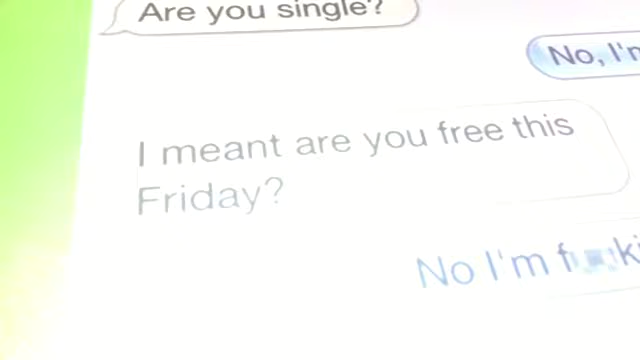 Are you single?
No, I'm
I meant are you free this
Friday?
No I'm